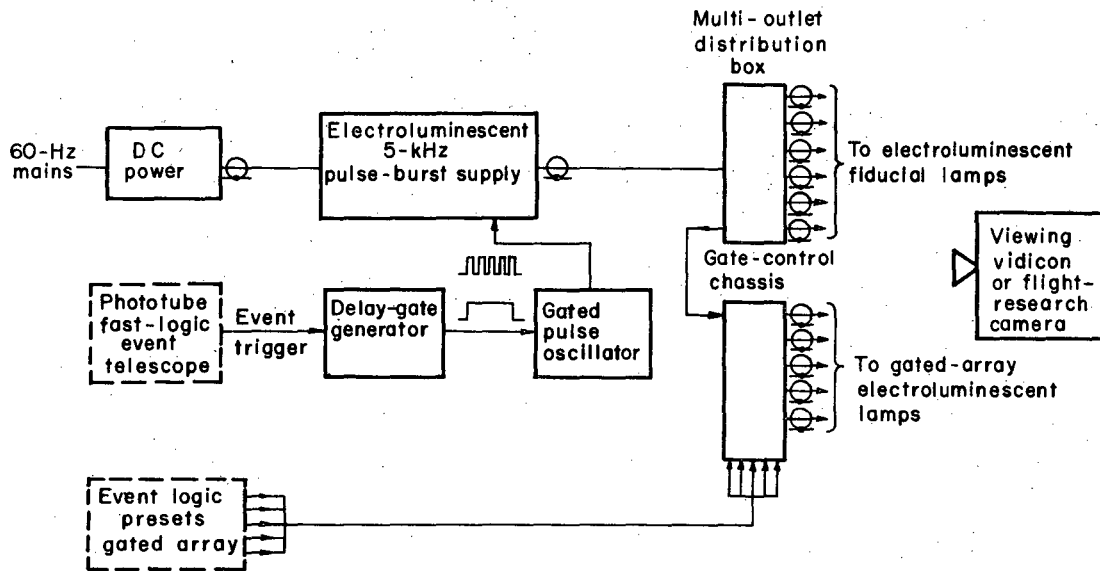 Multi-outlet
distribution
box
60-Hz
mains
DC
power
Electroluminescent
5-kHz
pulse-burst supply
To electroluminescent
fiducial lamps
Gate-control
chassis
Viewing
vidicon
or flight-
research
camera
Phototube
fast-logic
event
telescope
Event
trigger
Delay-gate
generator
Gated
pulse
oscillator
To gated-array
electroluminescent
lamps
Event logic
presets
gated array